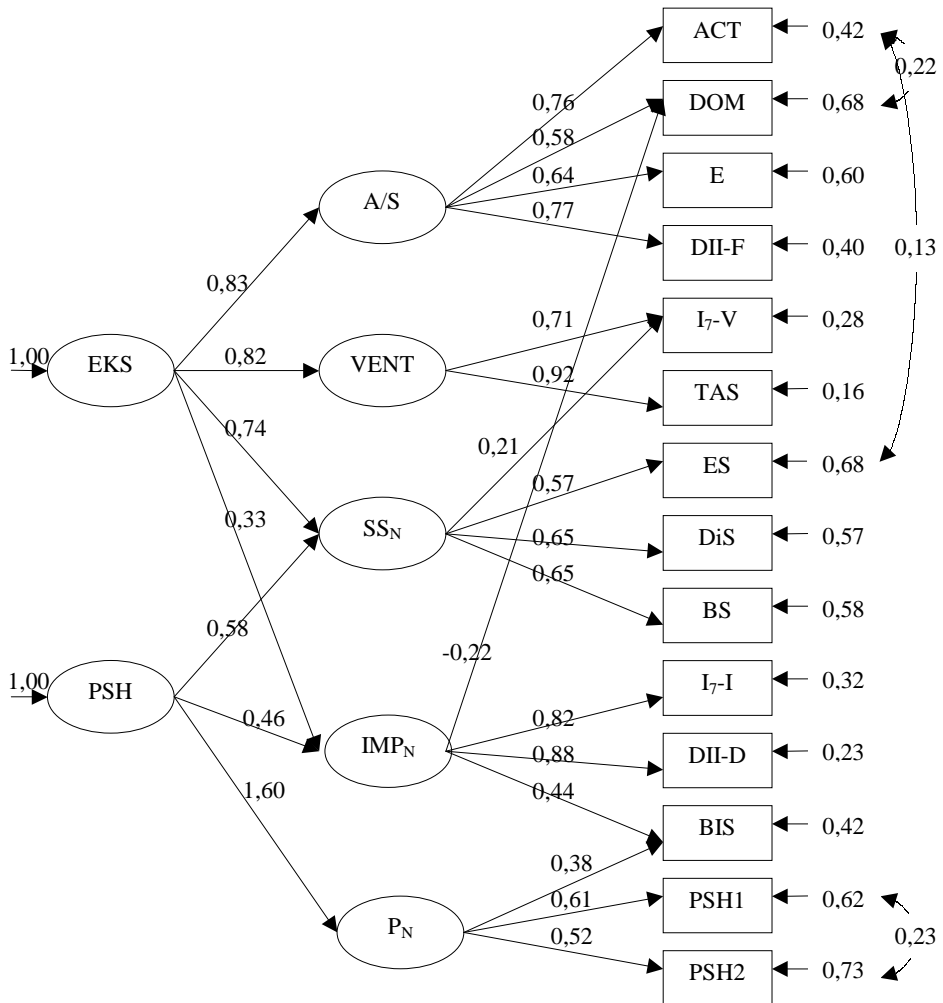 ACT 0,42
0,22
0,76 DOM 0,68
0,58
0,64 E 0,60
A/S
0,77 DII-F 0,40
0,13
0,83
0,71 I₇-V 0,28
1,00 EKS 0,82 VENT
0,92 TAS 0,16
0,74 0,21
ES 0,68
0,57
0,33 SS_N
0,65 DiS 0,57
0,65
BS 0,58
0,58
-0,22
1,00 PSH I₇-I 0,32
0,46 0,82
IMP_N 0,88 DII-D 0,23
1,60 0,44
BIS 0,42
0,38
0,61 PSH1 0,62
P_N
0,52 0,23
PSH2 0,73